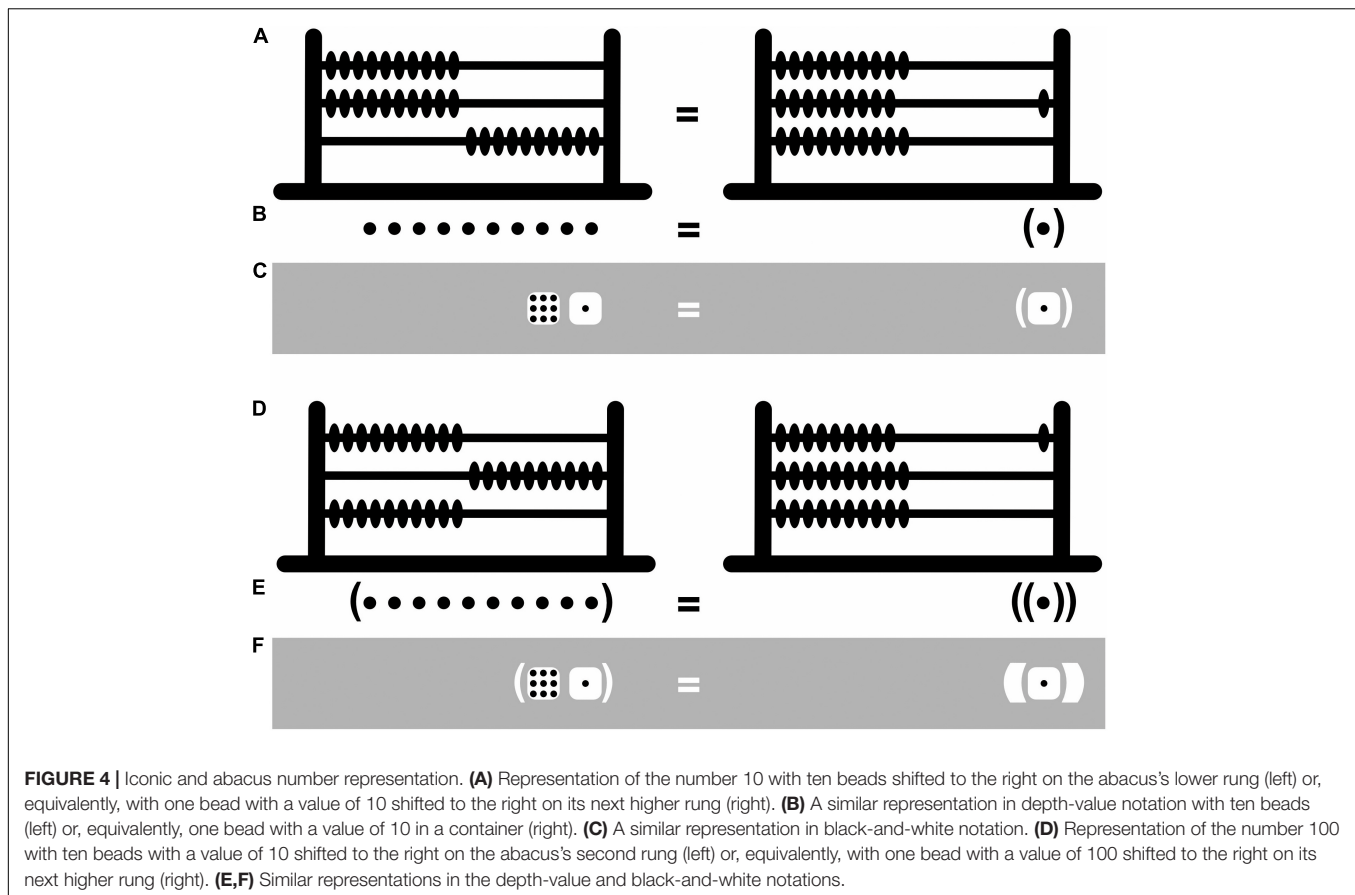 A
=
B
• • • • • • • • • • = (•)
C
=
(•)
D
E
(• • • • • • • • • •) = ((•))
F
( ) = ((•))
FIGURE 4 | Iconic and abacus number representation. (A) Representation of the number 10 with ten beads shifted to the right on the abacus's lower rung (left) or,
equivalently, with one bead with a value of 10 shifted to the right on its next higher rung (right). (B) A similar representation in depth-value notation with ten beads
(left) or, equivalently, one bead with a value of 10 in a container (right). (C) A similar representation in black-and-white notation. (D) Representation of the number 100
with ten beads with a value of 10 shifted to the right on the abacus's second rung (left) or, equivalently, with one bead with a value of 100 shifted to the right on its
next higher rung (right). (E,F) Similar representations in the depth-value and black-and-white notations.